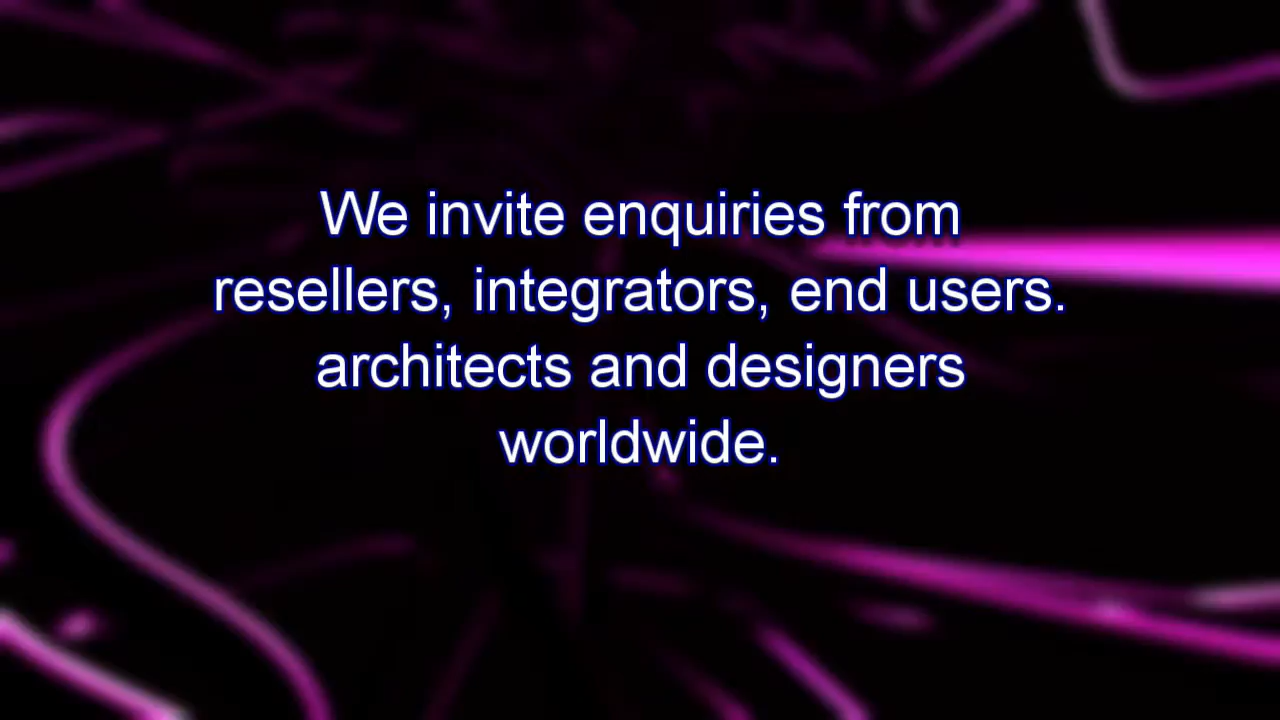 We invite enquiries from
resellers, integrators, end users.
architects and designers
worldwide.